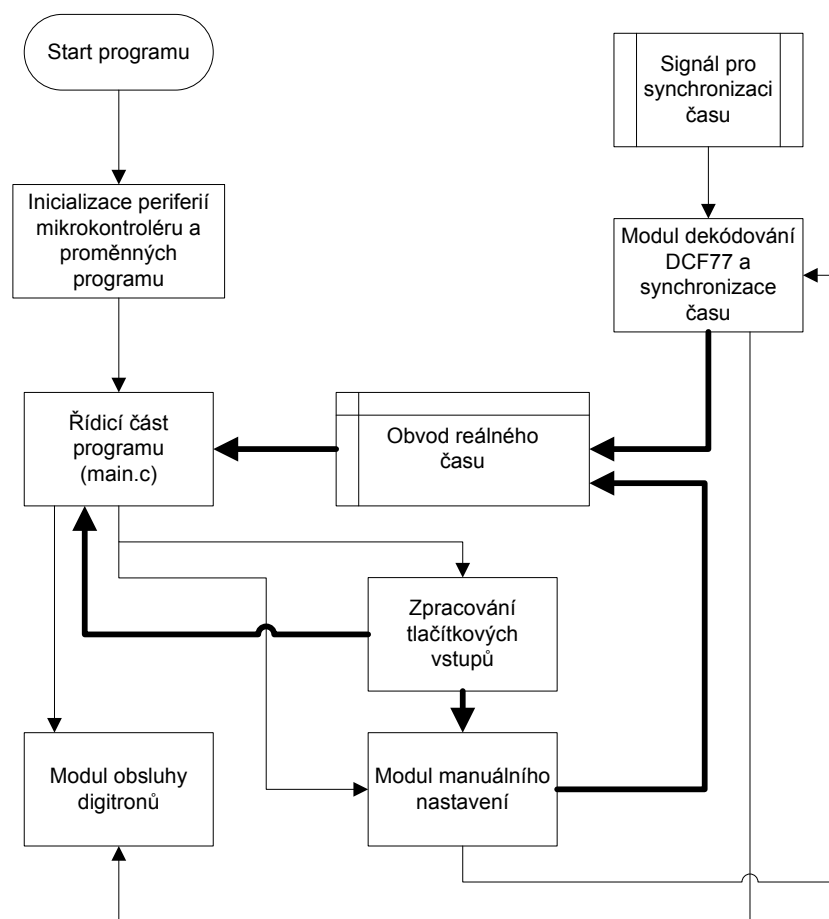 Start programu
Signál pro
synchronizaci
času
Inicializace periferií
mikrokontroléru a
proměnných
programu
Modul dekódování
DCF77 a
synchronizace
času
Řídicí část
programu
(main.c)
Obvod reálného
času
Zpracování
tlačítkových
vstupů
Modul obsluhy
digitronů
Modul manuálního
nastavení